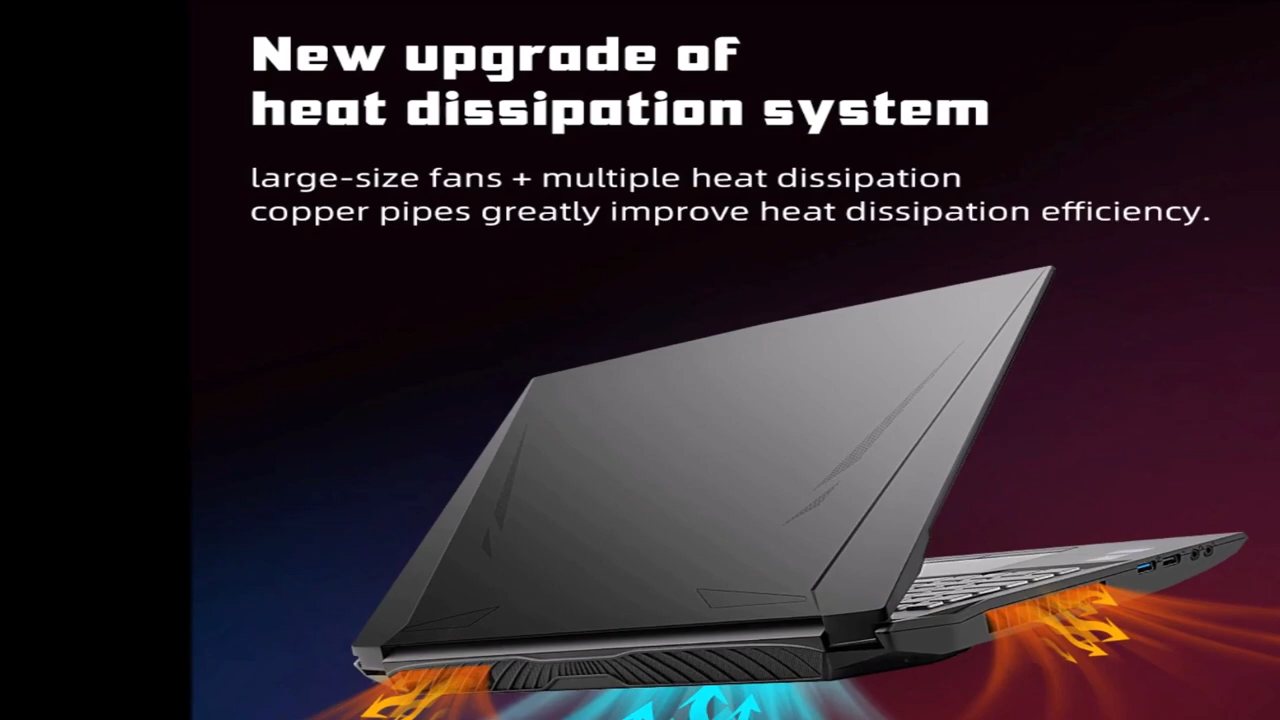 New upgrade of
heat dissipation system
large-size fans + multiple heat dissipation
copper pipes greatly improve heat dissipation efficiency.